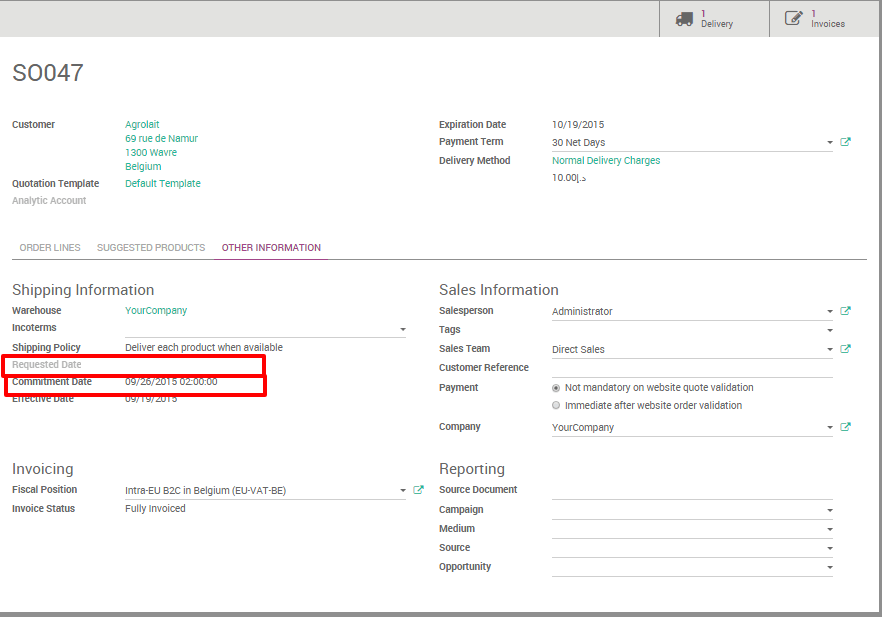 1
Delivery
1
Invoices
SO047
Customer
Agrolait
69 rue de Namur
1300 Wavre
Belgium
Quotation Template
Default Template
Analytic Account
Expiration Date
10/19/2015
Payment Term
30 Net Days
Delivery Method
Normal Delivery Charges
10.00د.إ
ORDER LINES
SUGGESTED PRODUCTS
OTHER INFORMATION
Shipping Information
Warehouse
YourCompany
Incoterms
Shipping Policy
Deliver each product when available
Requested Date
Commitment Date
09/26/2015 02:00:00
Effective Date
09/19/2015
Sales Information
Salesperson
Administrator
Tags
Sales Team
Direct Sales
Customer Reference
Payment
Not mandatory on website quote validation
Immediate after website order validation
Company
YourCompany
Invoicing
Fiscal Position
Intra-EU B2C in Belgium (EU-VAT-BE)
Invoice Status
Fully Invoiced
Reporting
Source Document
Campaign
Medium
Source
Opportunity